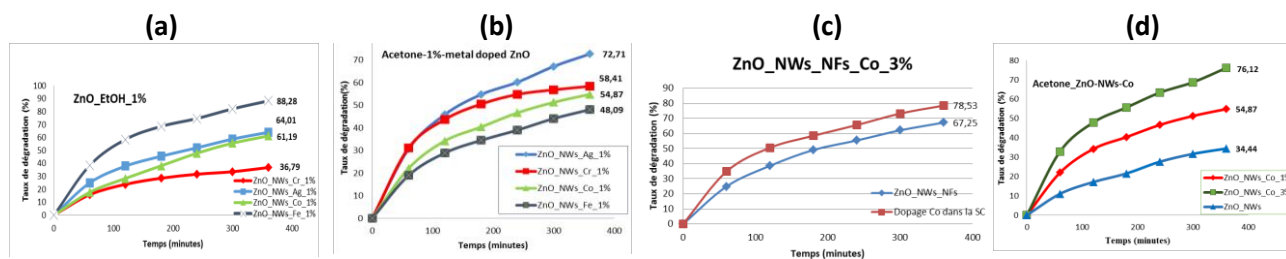 (a)
ZnO_EtOH_1%
Taux de dégradation (%)
100
90
80
70
60
50
40
30
20
10
0
88,28
64,01
61,19
36,79
ZnO_NWs_Cr_1%
ZnO_NWs_Ag_1%
ZnO_NWs_Co_1%
ZnO_NWs_Fe_1%
0 100 200 300 400
Temps (minutes)
(b)
Acetone-1%-metal doped ZnO
Taux de dégradation(%)
70
60
50
40
30
20
10
0
72,71
58,41
54,87
48,09
ZnO_NWs_Ag_1%
ZnO_NWs_Cr_1%
ZnO_NWs_Co_1%
ZnO_NWs_Fe_1%
0 100 200 300 400
Temps (minutes)
(c)
ZnO_NWs_NFs_Co_3%
Taux de dégradation (%)
90
80
70
60
50
40
30
20
10
0
78,53
67,25
ZnO_NWs_NFs
Dopage Co dans la SC
0 100 200 300 400
Temps (minutes)
(d)
Acetone_ZnO-NWs-Co
Taux de dégradation (%)
80
70
60
50
40
30
20
10
0
76,12
54,87
34,44
ZnO_NWs_Co_1%
ZnO_NWs_Co_3%
ZnO_NWs
0 100 200 300 400
Temps (minutes)